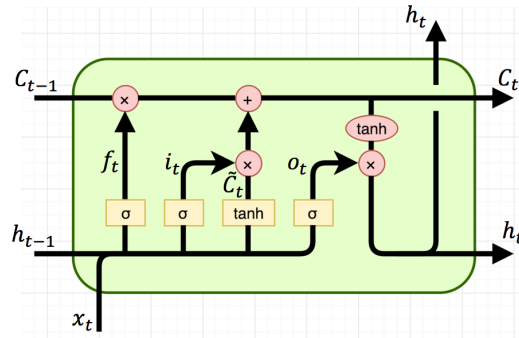 h_t
C_{t-1} × + C_t
tanh
f_t i_t × o_t ×
C̃_t
σ σ tanh σ
h_{t-1} h_t
x_t